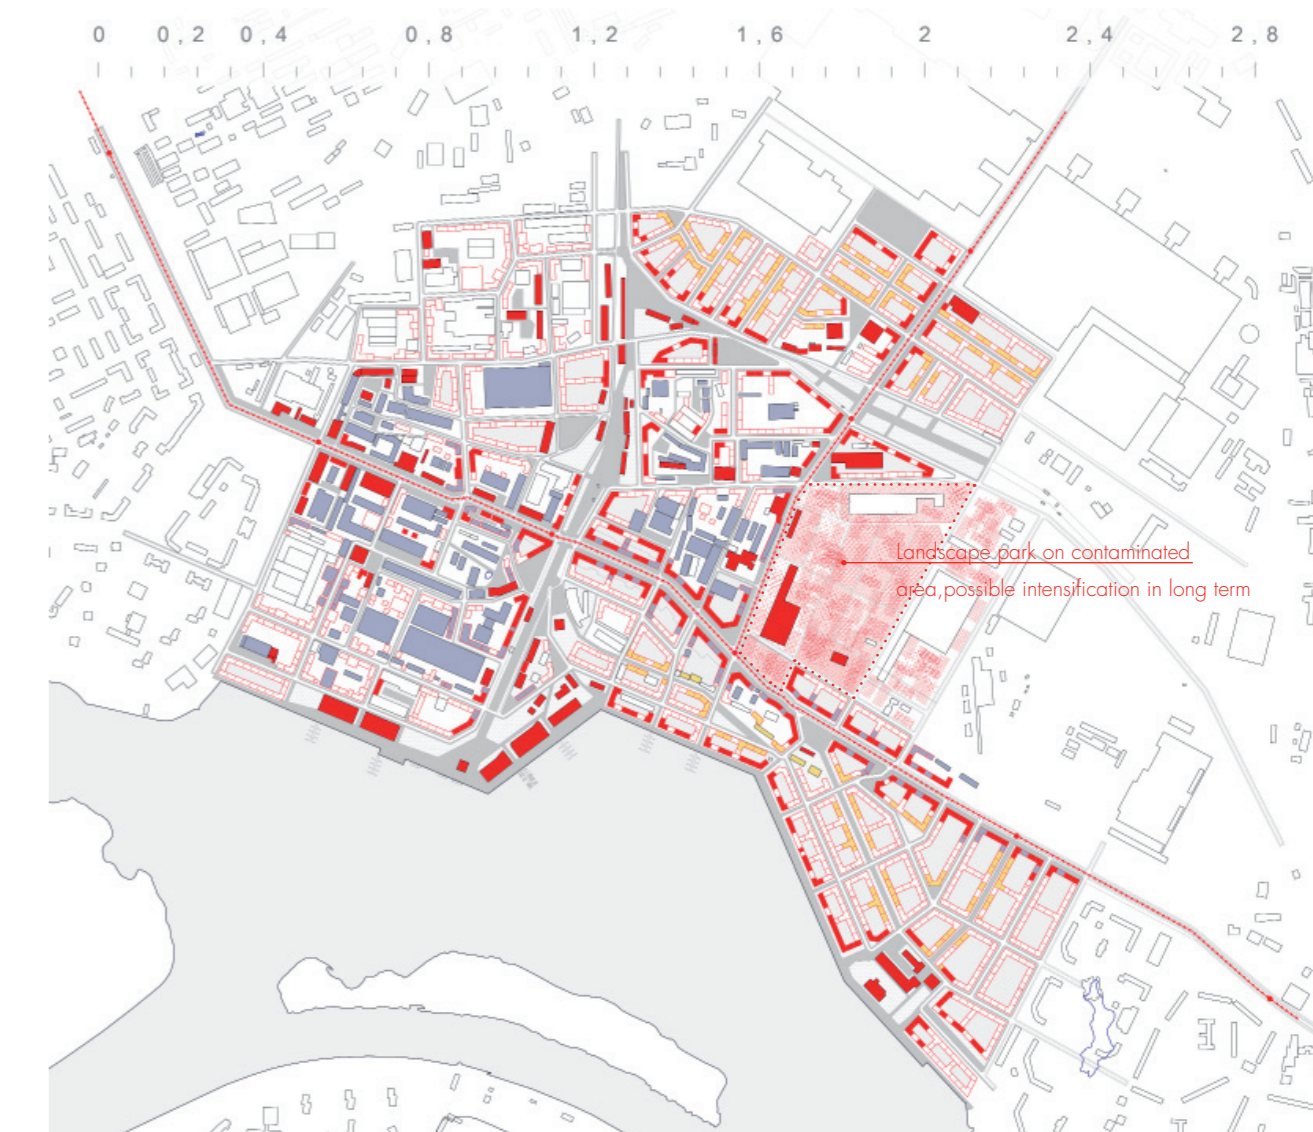 0 0,2 0,4 0,8 1,2 1,6 2 2,4 2,8
Landscape park on contaminated
area,possible intensification in long term